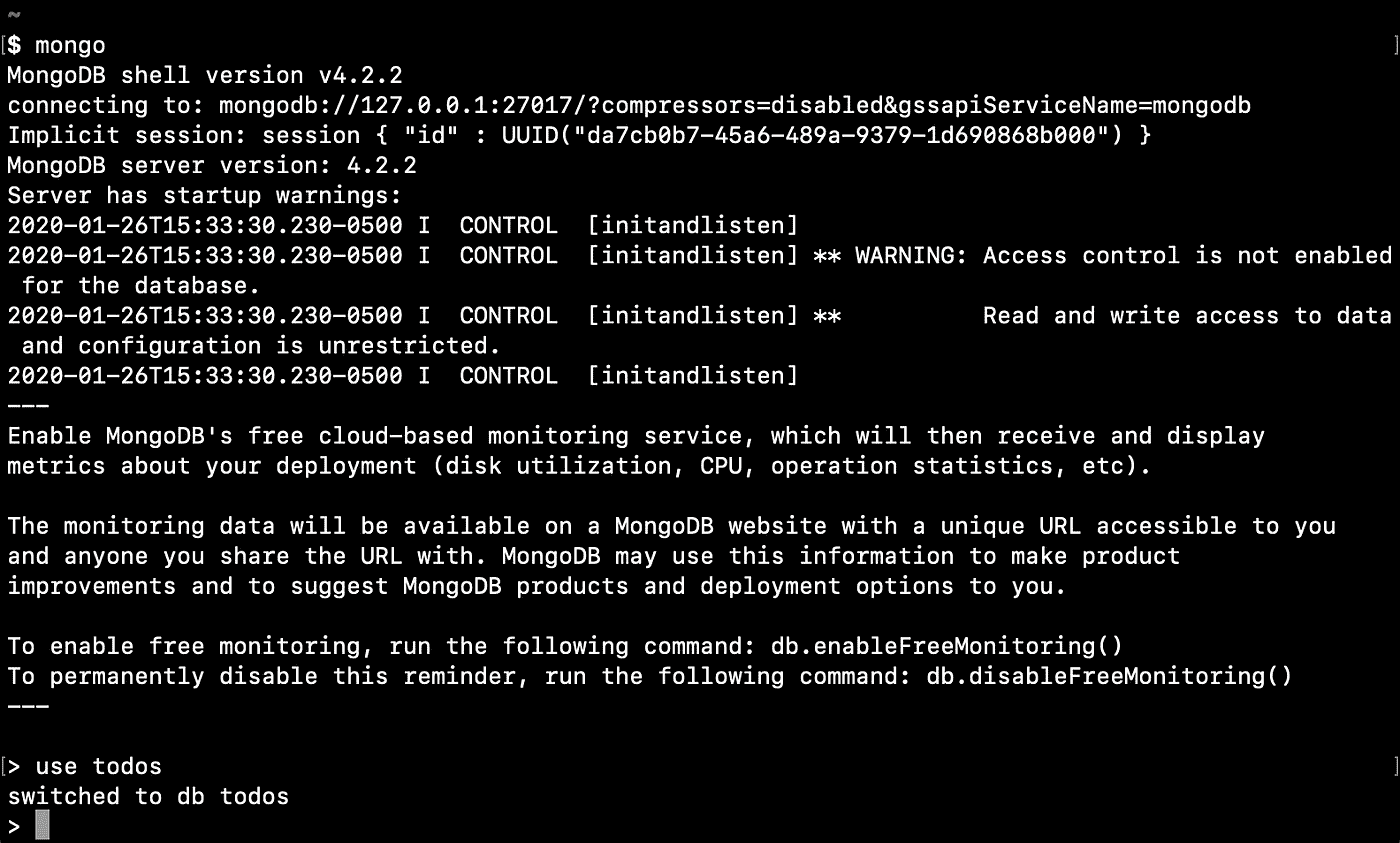 ~
[$ mongo ]
MongoDB shell version v4.2.2
connecting to: mongodb://127.0.0.1:27017/?compressors=disabled&gssapiServiceName=mongodb
Implicit session: session { "id" : UUID("da7cb0b7-45a6-489a-9379-1d690868b000") }
MongoDB server version: 4.2.2
Server has startup warnings:
2020-01-26T15:33:30.230-0500 I  CONTROL  [initandlisten]
2020-01-26T15:33:30.230-0500 I  CONTROL  [initandlisten] ** WARNING: Access control is not enabled
 for the database.
2020-01-26T15:33:30.230-0500 I  CONTROL  [initandlisten] **          Read and write access to data
 and configuration is unrestricted.
2020-01-26T15:33:30.230-0500 I  CONTROL  [initandlisten]
---
Enable MongoDB's free cloud-based monitoring service, which will then receive and display
metrics about your deployment (disk utilization, CPU, operation statistics, etc).

The monitoring data will be available on a MongoDB website with a unique URL accessible to you
and anyone you share the URL with. MongoDB may use this information to make product
improvements and to suggest MongoDB products and deployment options to you.

To enable free monitoring, run the following command: db.enableFreeMonitoring()
To permanently disable this reminder, run the following command: db.disableFreeMonitoring()
---

[> use todos ]
switched to db todos
>